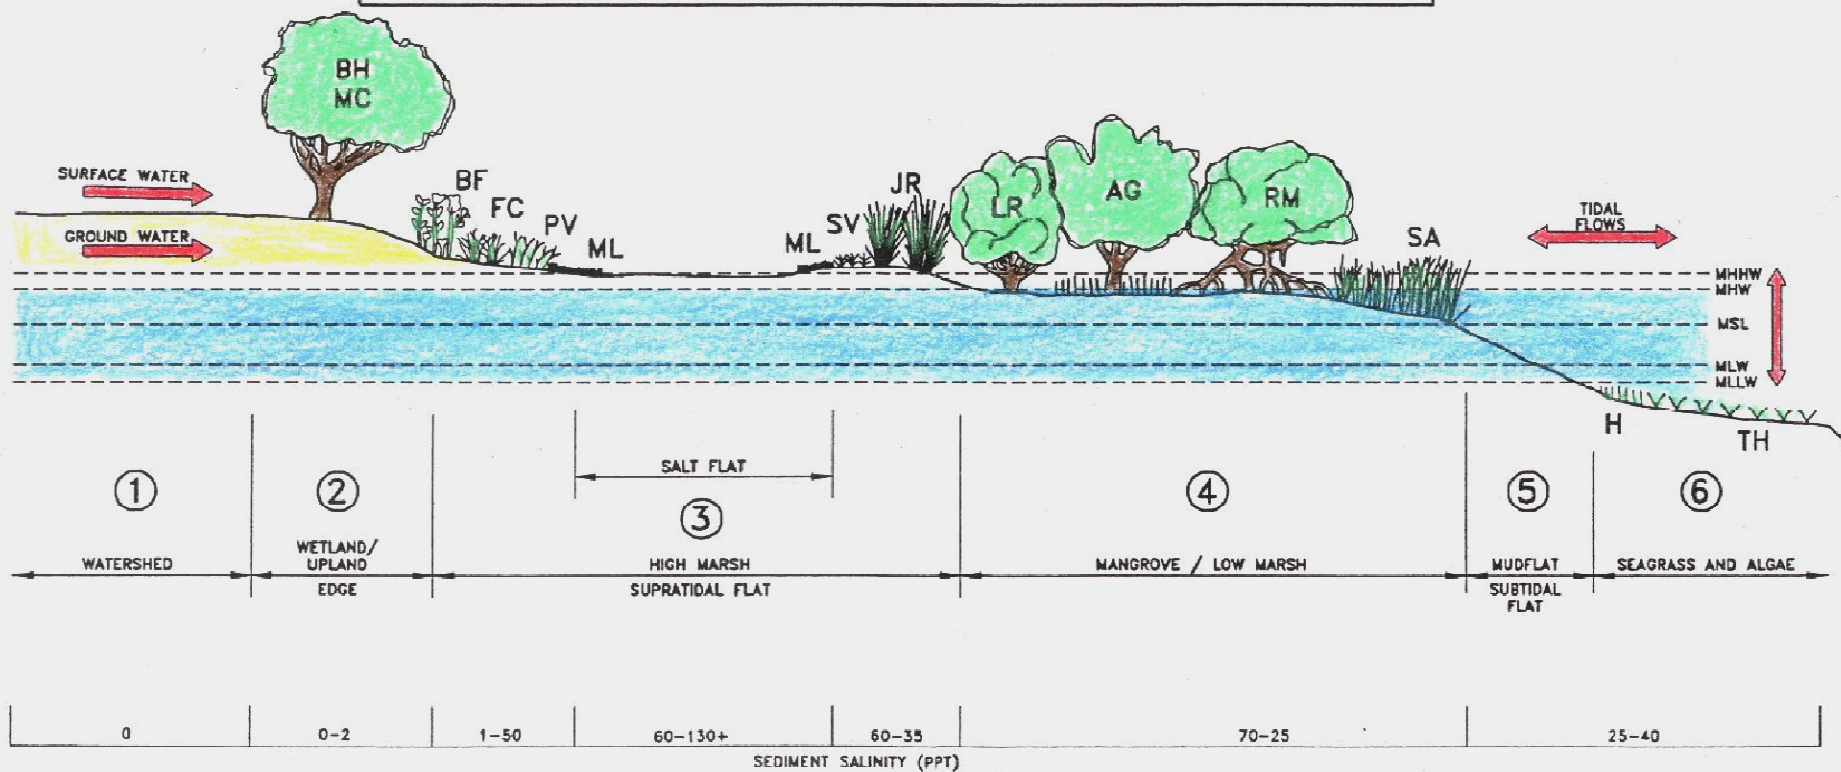 BH
MC
SURFACE WATER
GROUND WATER
BF
FC
PV
ML
ML
SV
JR
LR
AG
RM
SA
TIDAL
FLOWS
MHHW
MHW
MSL
MLW
MLLW
H
TH
SALT FLAT
1
2
3
4
5
6
WATERSHED
WETLAND/
UPLAND
EDGE
HIGH MARSH
SUPRATIDAL FLAT
MANGROVE / LOW MARSH
MUDFLAT
SUBTIDAL
FLAT
SEAGRASS AND ALGAE
0
0-2
1-50
60-130+
60-35
70-25
25-40
SEDIMENT SALINITY (PPT)